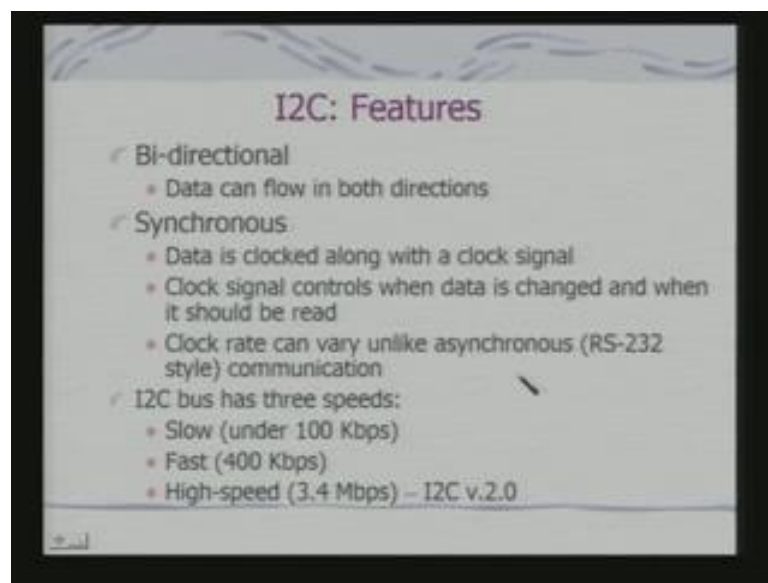 I2C: Features
Bi-directional
Data can flow in both directions
Synchronous
Data is clocked along with a clock signal
Clock signal controls when data is changed and when
it should be read
Clock rate can vary unlike asynchronous (RS-232
style) communication
I2C bus has three speeds:
Slow (under 100 Kbps)
Fast (400 Kbps)
High-speed (3.4 Mbps) – I2C v.2.0